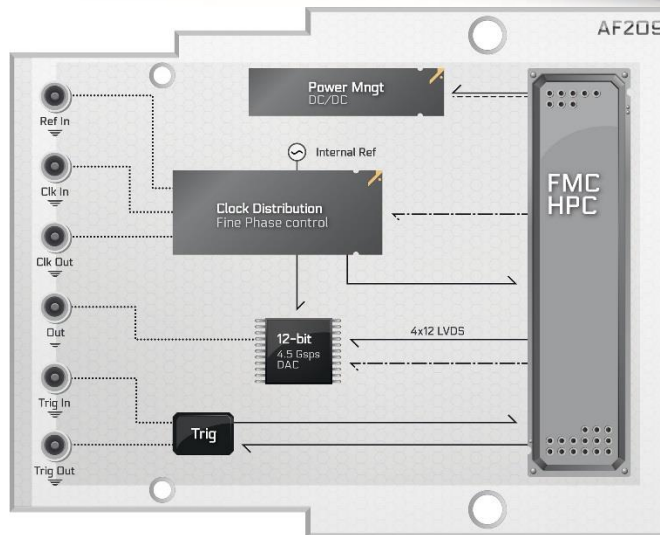 AF209
Power Mngt
DC/DC
Ref In
Internal Ref
Clk In
Clock Distribution
Fine Phase control
FMC
HPC
Clk Out
Out
12-bit
4.5 Gsps
DAC
4x12 LVDS
Trig In
Trig
Trig Out